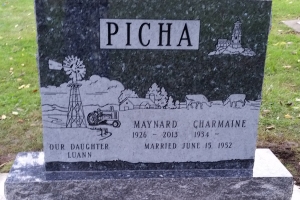 PICHA
MAYNARD CHARMAINE
1926 - 2013 1934 -
OUR DAUGHTER MARRIED JUNE 15, 1952
LUANN